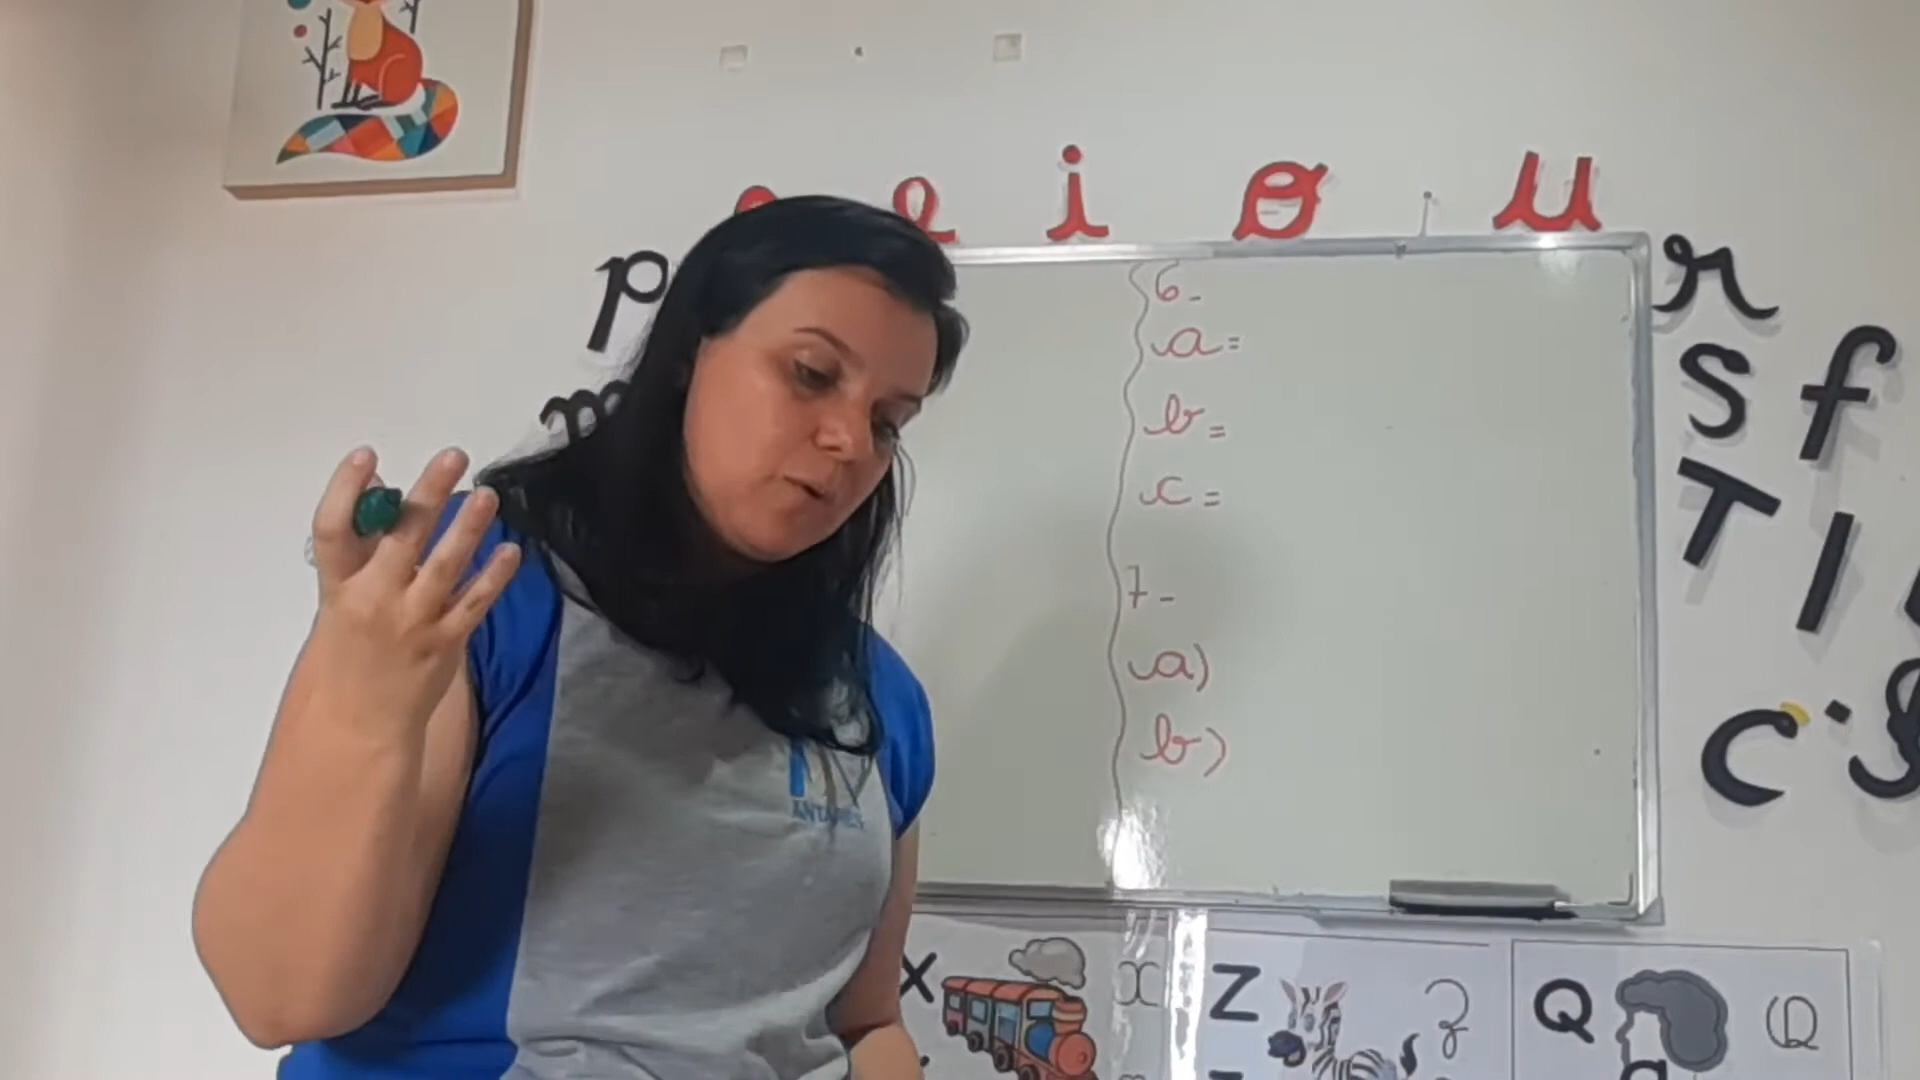 e i o u
p r
s f
m
T I
C
6-
a=
b=
c=
7-
a)
b)
X x Z z Q Q